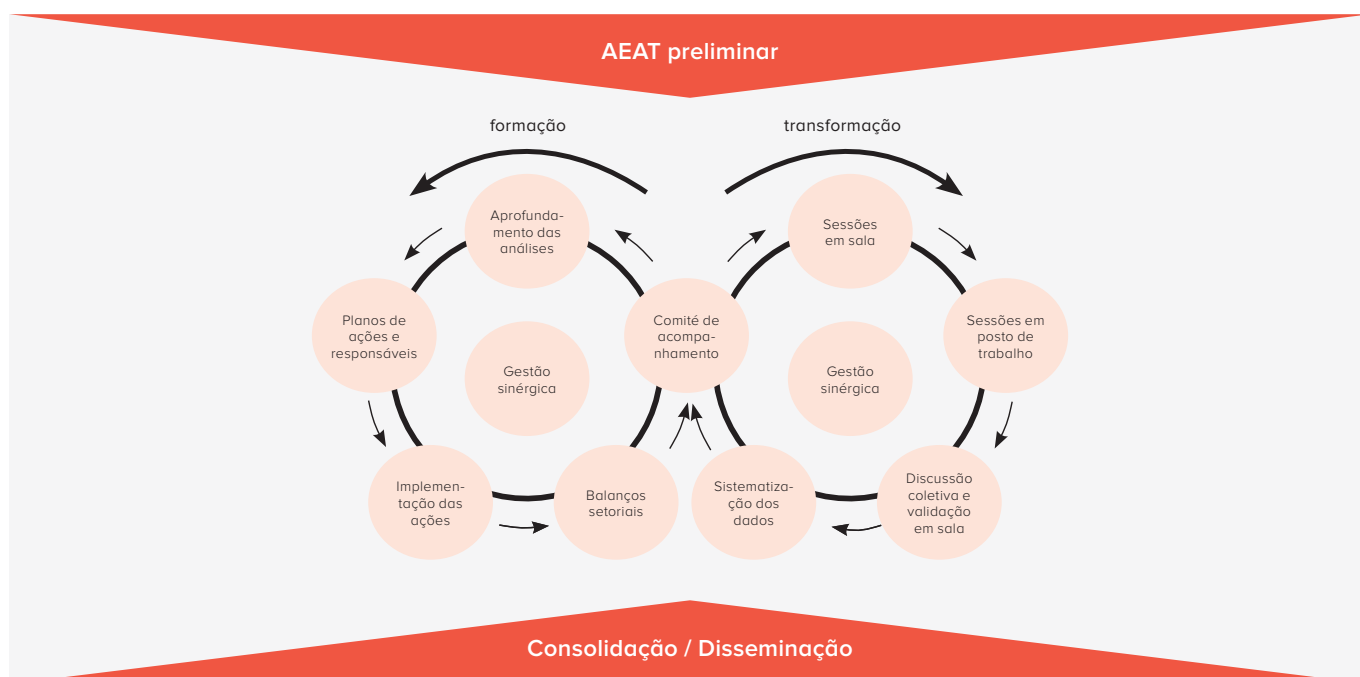 AEAT preliminar
formação
transformação
Aprofunda-
mento das
análises
Sessões
em sala
Planos de
ações e
responsáveis
Comité de
acompa-
nhamento
Sessões em
posto de
trabalho
Gestão
sinérgica
Gestão
sinérgica
Implemen-
tação das
ações
Balanços
setoriais
Sistematiza-
ção dos
dados
Discussão
coletiva e
validação
em sala
Consolidação / Disseminação